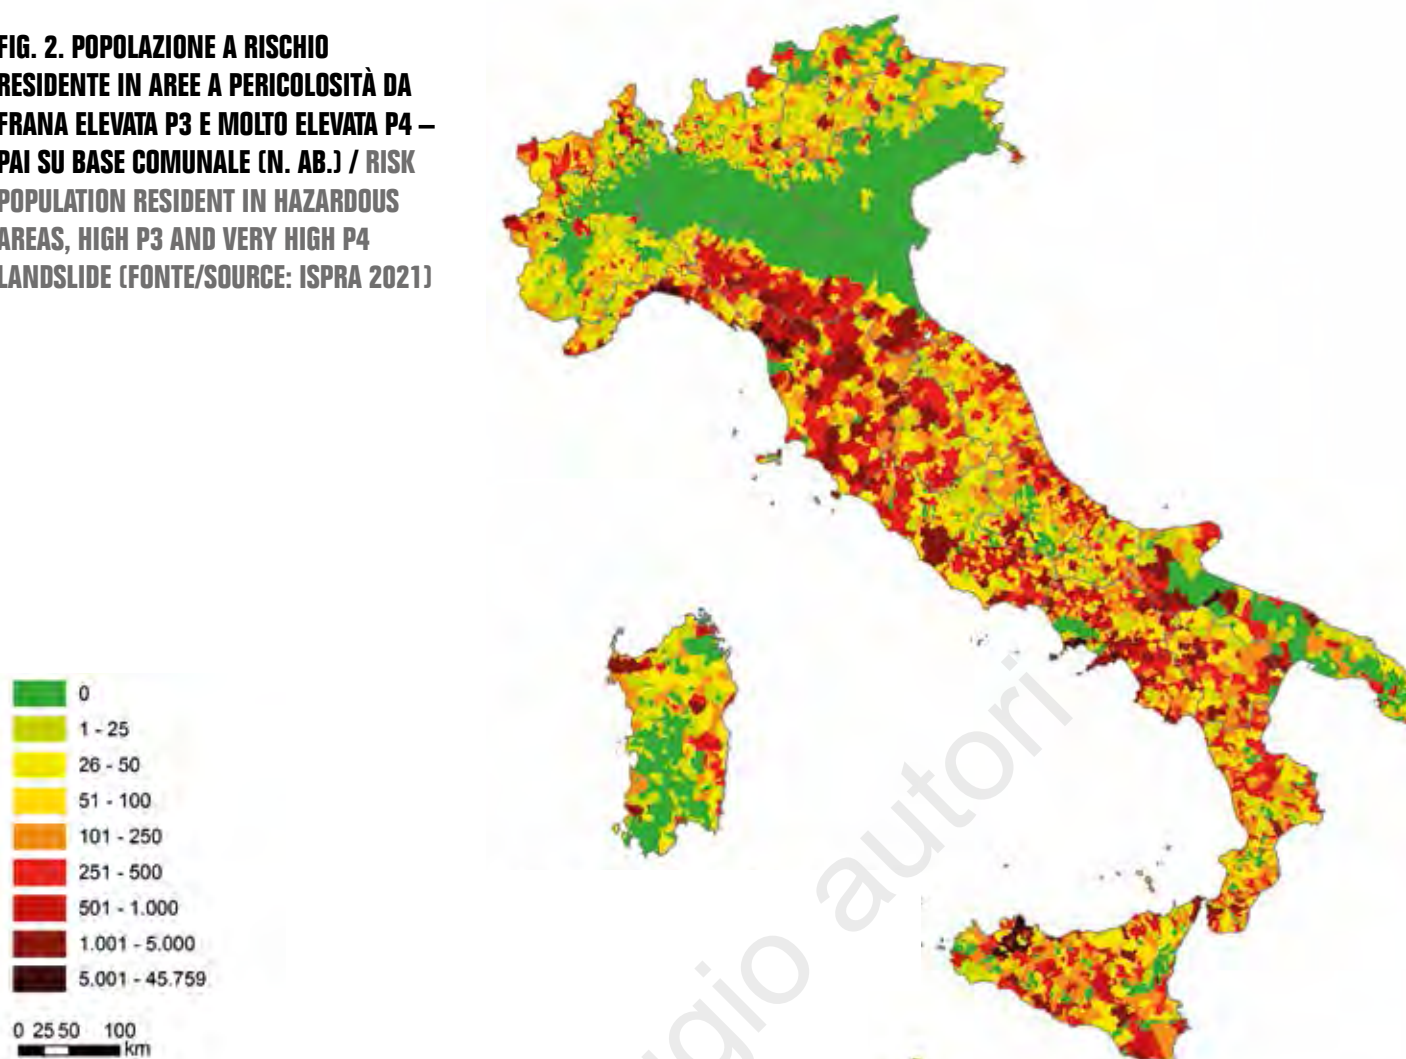 FIG. 2. POPOLAZIONE A RISCHIO
RESIDENTE IN AREE A PERICOLOSITÀ DA
FRANA ELEVATA P3 E MOLTO ELEVATA P4 –
PAI SU BASE COMUNALE (N. AB.) / RISK
POPULATION RESIDENT IN HAZARDOUS
AREAS, HIGH P3 AND VERY HIGH P4
LANDSLIDE (FONTE/SOURCE: ISPRA 2021)
0
1 - 25
26 - 50
51 - 100
101 - 250
251 - 500
501 - 1.000
1.001 - 5.000
5.001 - 45.759
0 25 50 100
km
gio autori